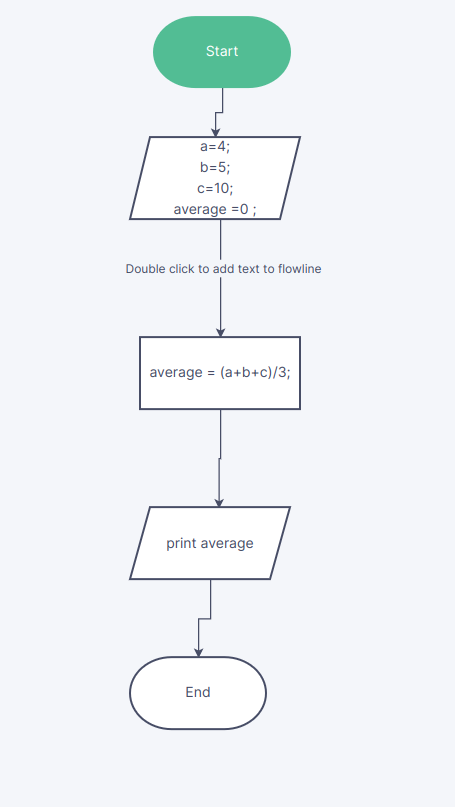 Start
a=4;
b=5;
c=10;
average =0 ;
Double click to add text to flowline
average = (a+b+c)/3;
print average
End